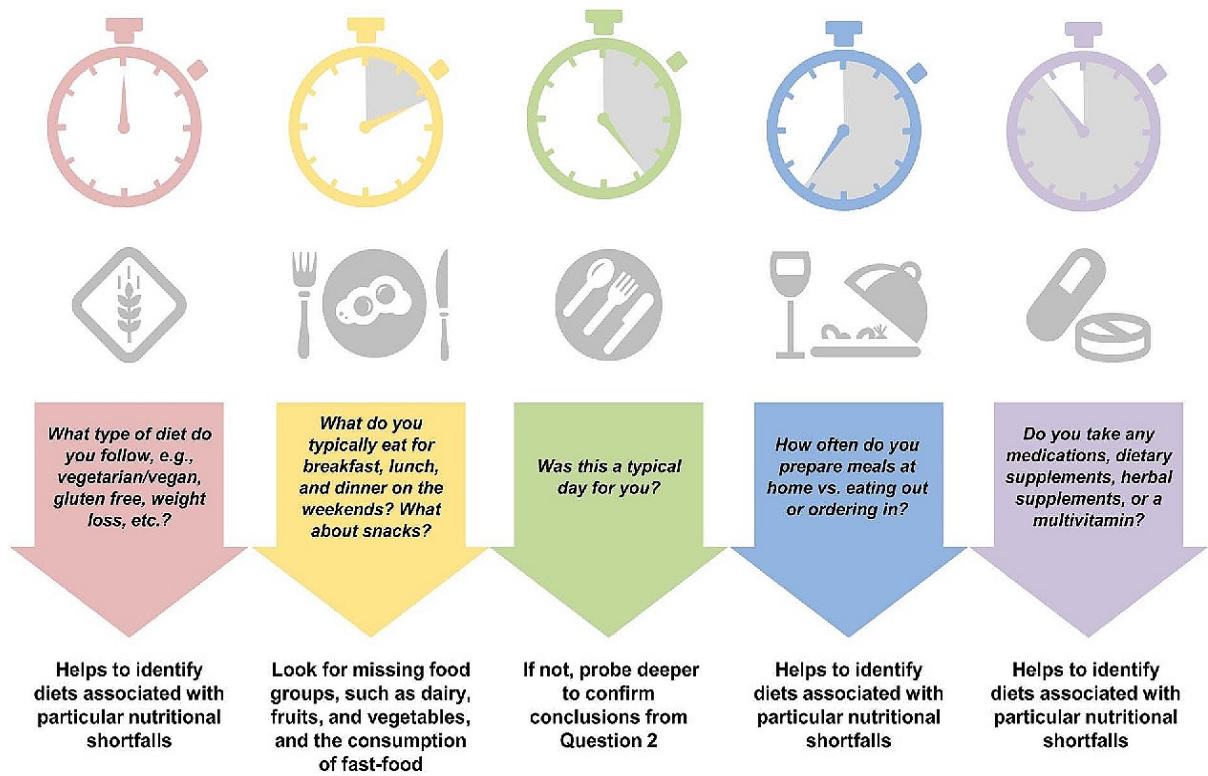 What type of diet do
you follow, e.g.,
vegetarian/vegan,
gluten free, weight
loss, etc.?
What do you
typically eat for
breakfast, lunch,
and dinner on the
weekends? What
about snacks?
Was this a typical
day for you?
How often do you
prepare meals at
home vs. eating out
or ordering in?
Do you take any
medications, dietary
supplements, herbal
supplements, or a
multivitamin?
Helps to identify
diets associated with
particular nutritional
shortfalls
Look for missing food
groups, such as dairy,
fruits, and vegetables,
and the consumption
of fast-food
If not, probe deeper
to confirm
conclusions from
Question 2
Helps to identify
diets associated with
particular nutritional
shortfalls
Helps to identify
diets associated with
particular nutritional
shortfalls